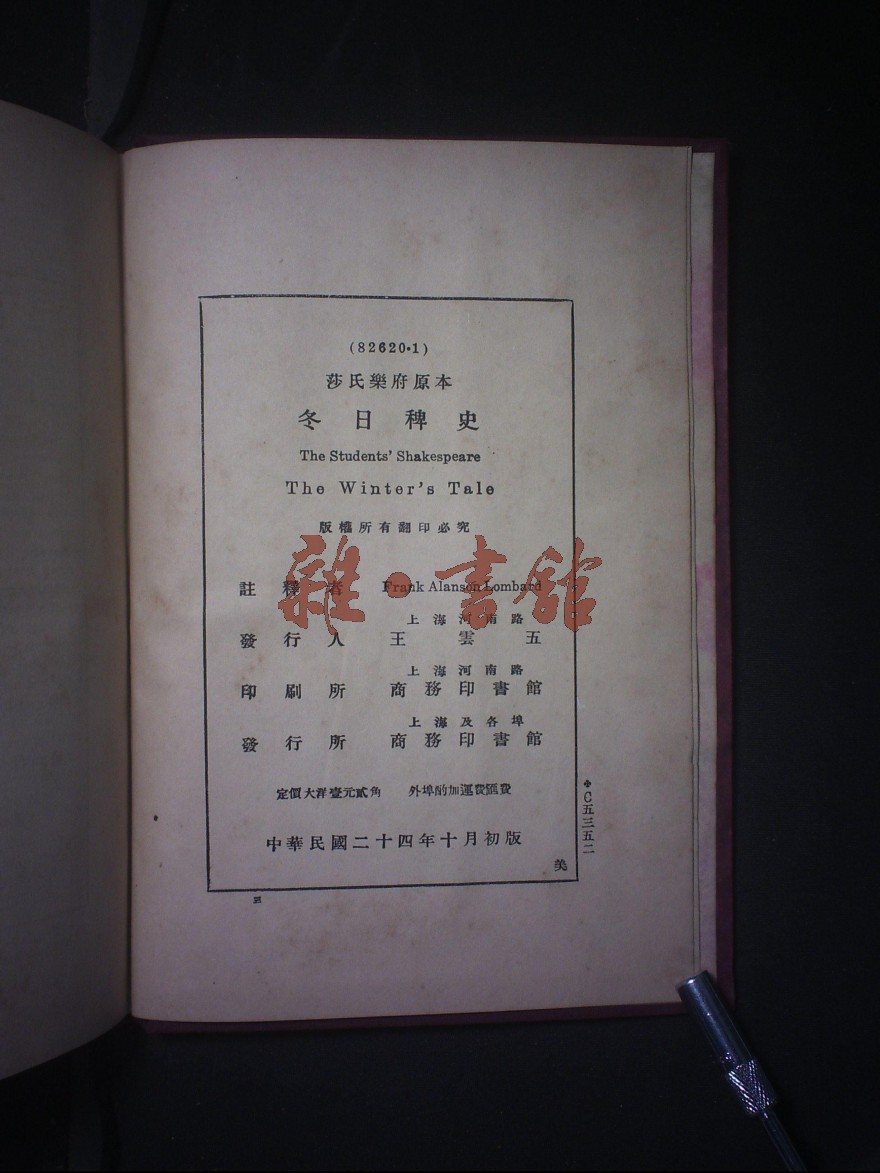 (82620·1)
莎氏樂府原本
冬日稗史
The Students' Shakespeare
The Winter's Tale
版權所有翻印必究
註釋者 Frank Alanson Lombard
上海河南路
發行人 王雲五
上海河南路
印刷所 商務印書館
上海及各埠
發行所 商務印書館
定價大洋壹元貳角 外埠酌加運費匯費
中華民國二十四年十月初版
美
C五三五二
雜·書館